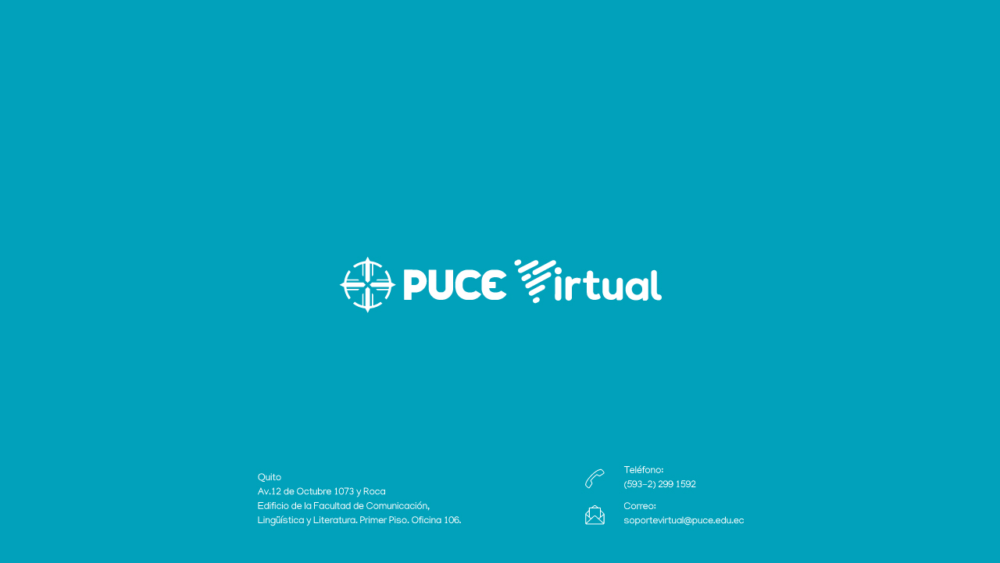 PUCE Virtual
Quito
Av.12 de Octubre 1073 y Roca
Edificio de la Facultad de Comunicación,
Lingüística y Literatura. Primer Piso. Oficina 106.
Teléfono:
(593-2) 299 1592
Correo:
soportevirtual@puce.edu.ec